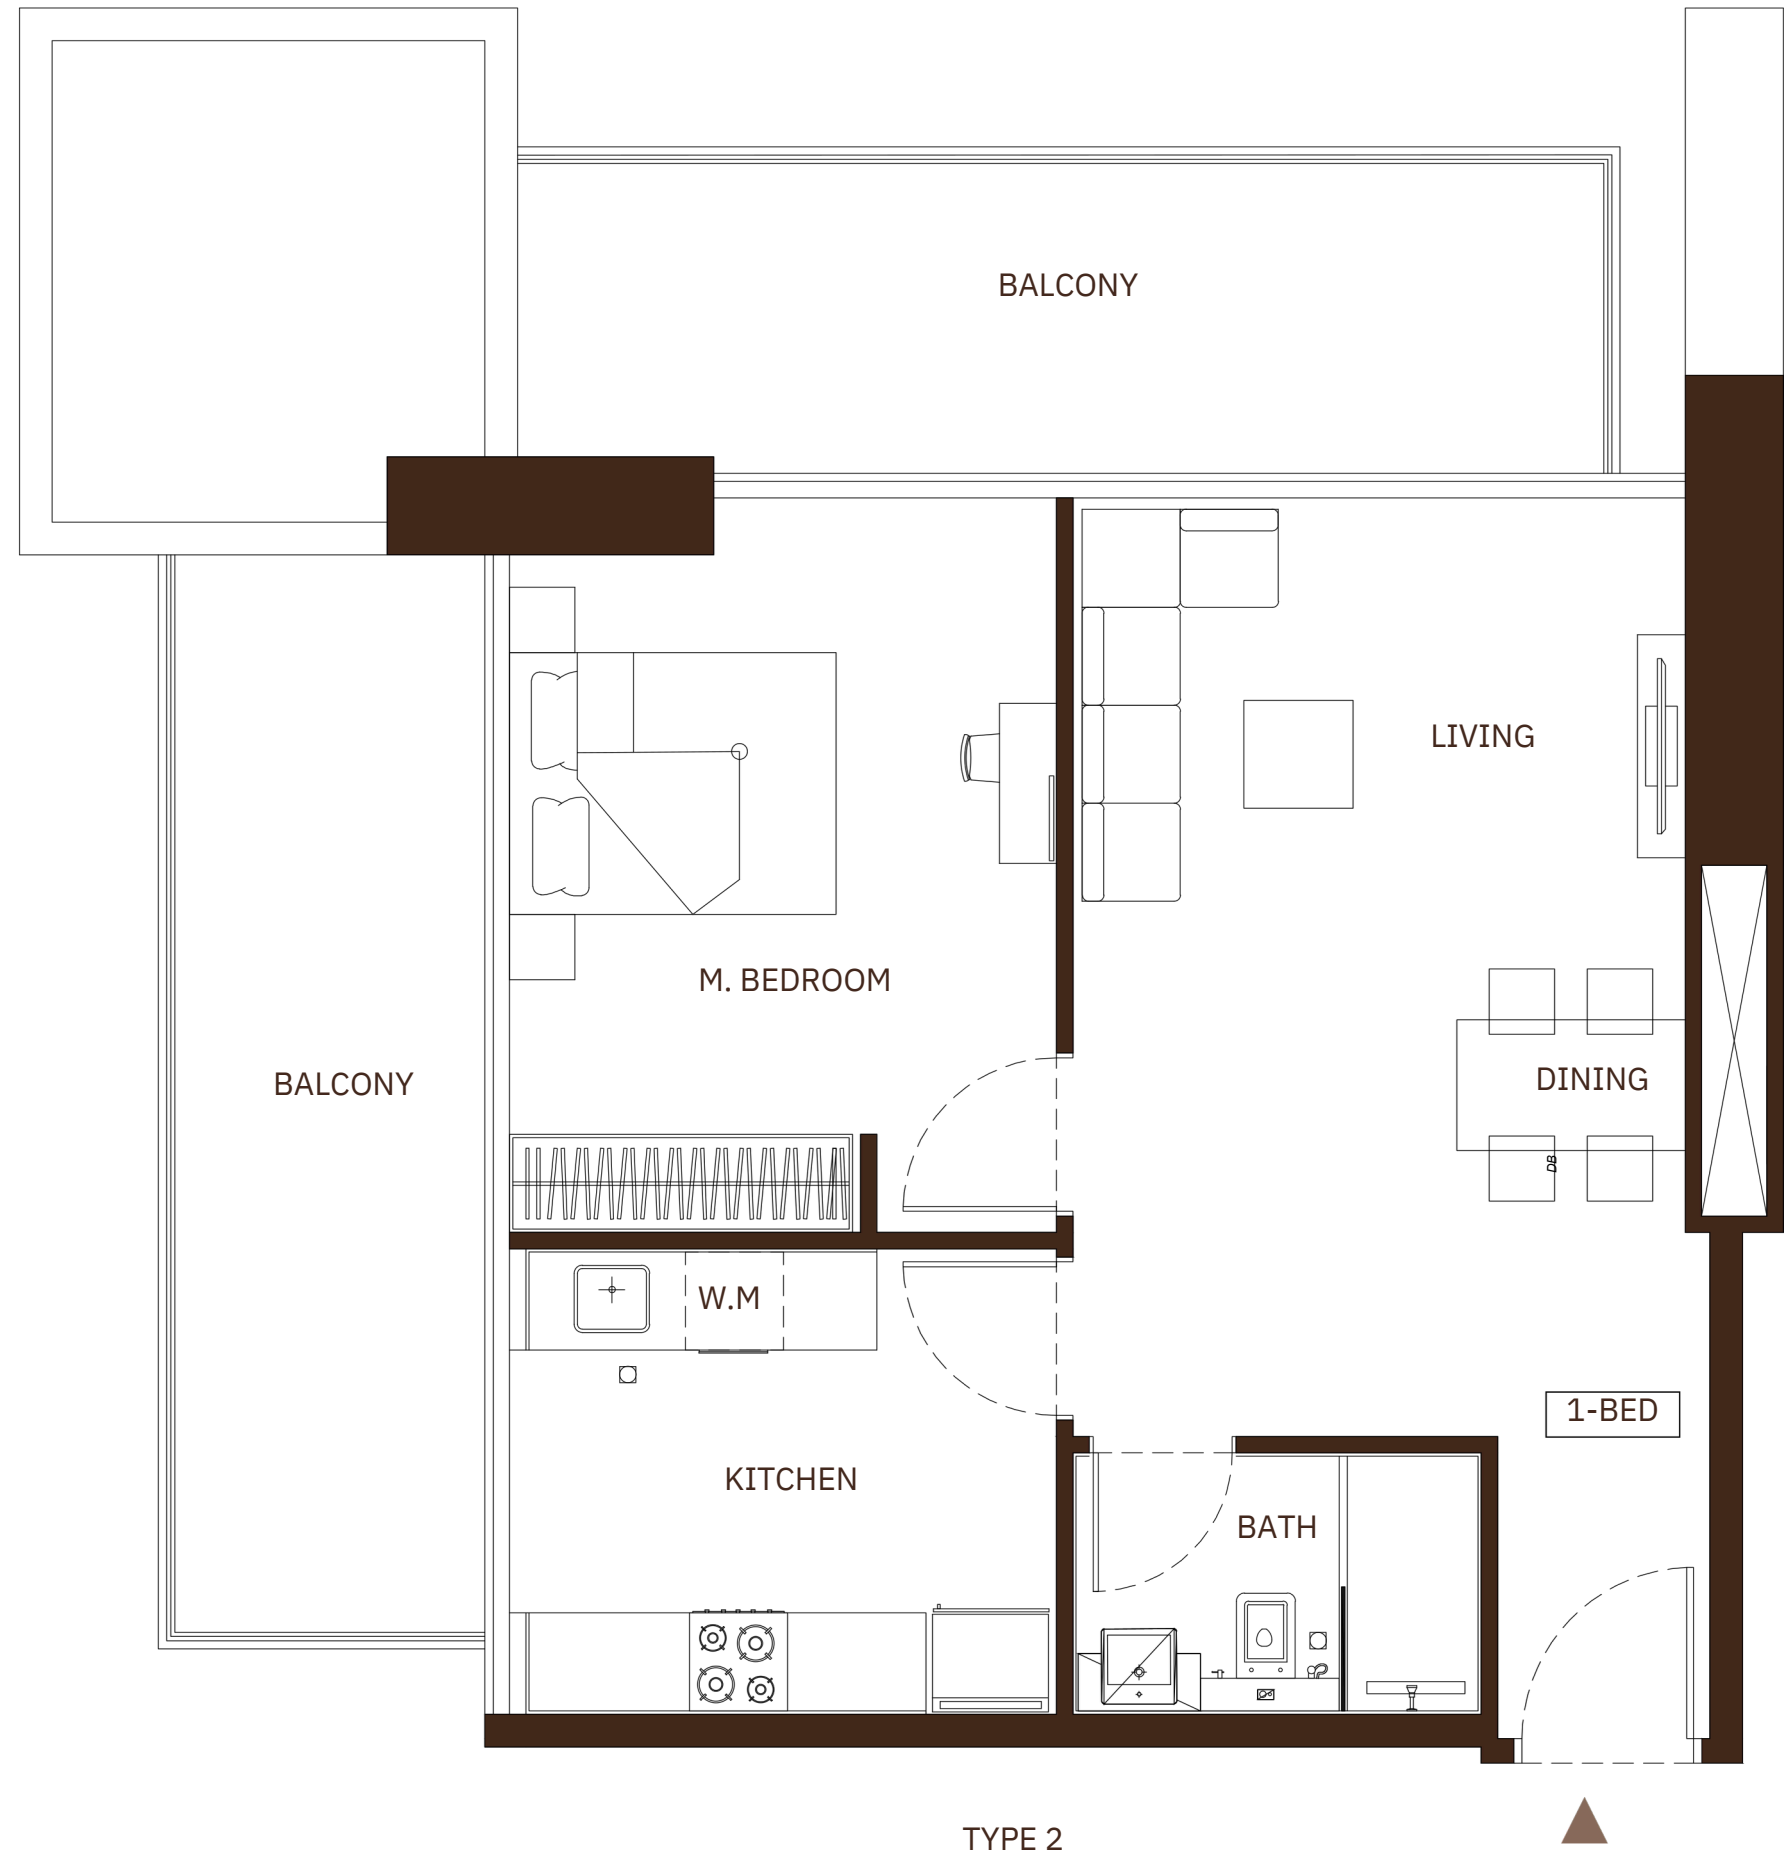 BALCONY
LIVING
M. BEDROOM
BALCONY
DINING
DB
W.M
1-BED
KITCHEN
BATH
TYPE 2